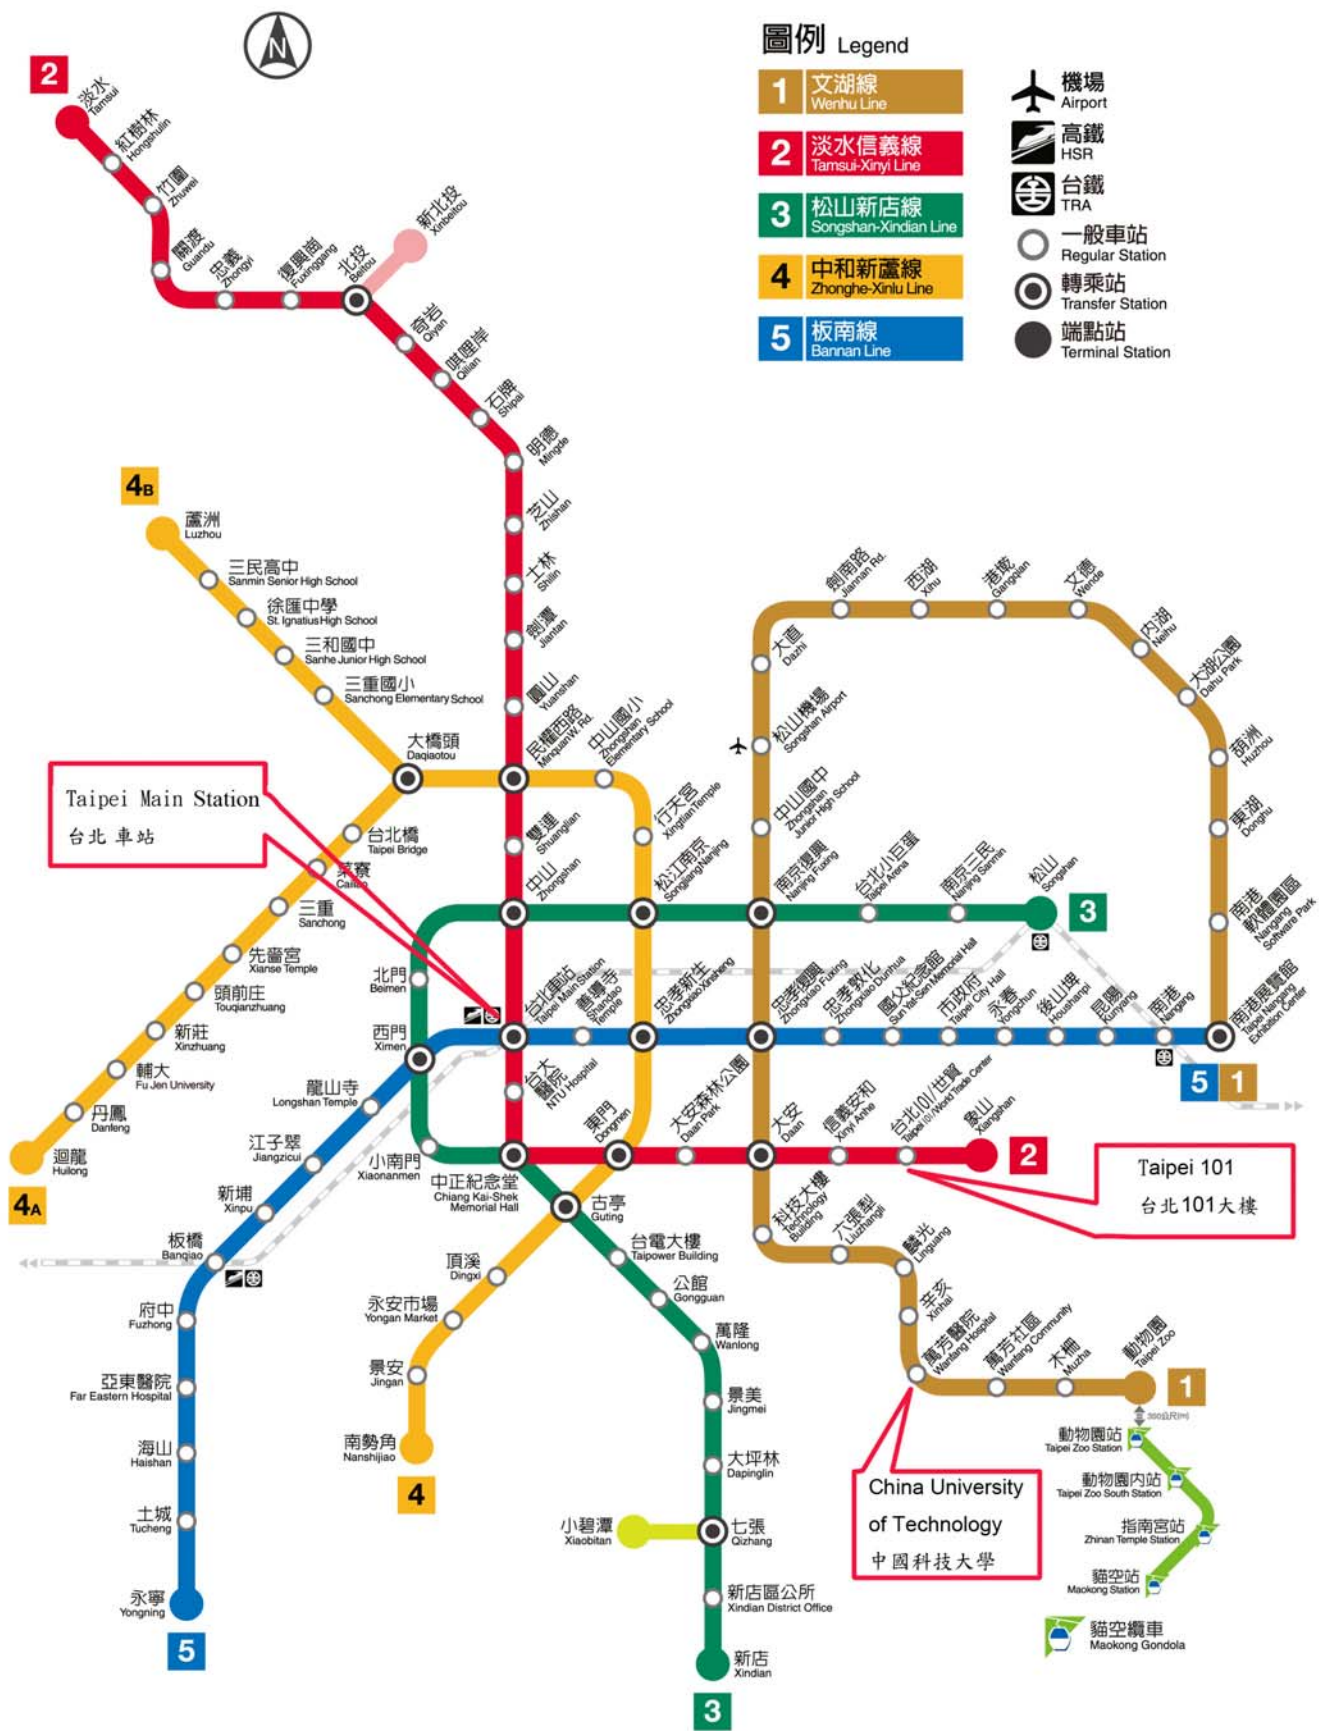 N
圖例 Legend
1 文湖線
Wenhu Line
2 淡水信義線
Tamsui-Xinyi Line
3 松山新店線
Songshan-Xindian Line
4 中和新蘆線
Zhonghe-Xinlu Line
5 板南線
Bannan Line
機場
Airport
高鐵
HSR
台鐵
TRA
一般車站
Regular Station
轉乘站
Transfer Station
端點站
Terminal Station
2
淡水
Tamsui
紅樹林
Hongshulin
竹圍
Zhuwei
關渡
Guandu
忠義
Zhongyi
復興崗
Fuxinggang
北投
Beitou
新北投
Xinbeitou
奇岩
Qiyan
唭哩岸
Qilian
石牌
Shipai
明德
Mingde
芝山
Zhishan
士林
Shilin
劍潭
Jiantan
圓山
Yuanshan
民權西路
Minquan W. Rd.
雙連
Shuanglian
中山
Zhongshan
台北車站
Taipei Main Station
台大
醫院
NTU Hospital
中正紀念堂
Chiang Kai-Shek
Memorial Hall
東門
Dongmen
大安森林公園
Daan Park
大安
Daan
信義安和
Xinyi Anhe
台北101/世貿
Taipei 101/World Trade Center
象山
Xiangshan
2
4B
蘆洲
Luzhou
三民高中
Sanmin Senior High School
徐匯中學
St. Ignatius High School
三和國中
Sanhe Junior High School
三重國小
Sanchong Elementary School
大橋頭
Daqiaotou
台北橋
Taipei Bridge
菜寮
Cailiao
三重
Sanchong
先嗇宮
Xianse Temple
頭前庄
Touqianzhuang
新莊
Xinzhuang
輔大
Fu Jen University
丹鳳
Danfeng
迴龍
Huilong
4A
中山國小
Zhongshan
Elementary School
行天宮
Xingtian Temple
松江南京
Songjiang Nanjing
忠孝新生
Zhongxiao Xinsheng
古亭
Guting
頂溪
Dingxi
永安市場
Yongan Market
景安
Jingan
南勢角
Nanshijiao
4
劍南路
Jiannan Rd.
西湖
Xihu
港墘
Gangqian
文德
Wende
內湖
Neihu
大湖公園
Dahu Park
葫洲
Huzhou
東湖
Donghu
南港
軟體園區
Nangang
Software Park
南港展覽館
Taipei Nangang
Exhibition Center
5 1
大直
Dazhi
松山機場
Songshan Airport
中山國中
Zhongshan
Junior High School
南京復興
Nanjing Fuxing
台北小巨蛋
Taipei Arena
南京三民
Nanjing Sanmin
松山
Songshan
3
善導寺
Shandao
Temple
忠孝復興
Zhongxiao Fuxing
忠孝敦化
Zhongxiao Dunhua
國父紀念館
Sun Yat-Sen Memorial Hall
市政府
Taipei City Hall
永春
Yongchun
後山埤
Houshanpi
昆陽
Kunyang
南港
Nangang
北門
Beimen
西門
Ximen
小南門
Xiaonanmen
龍山寺
Longshan Temple
江子翠
Jiangzicui
新埔
Xinpu
板橋
Banqiao
府中
Fuzhong
亞東醫院
Far Eastern Hospital
海山
Haishan
土城
Tucheng
永寧
Yongning
5
台電大樓
Taipower Building
公館
Gongguan
萬隆
Wanlong
景美
Jingmei
大坪林
Dapinglin
七張
Qizhang
小碧潭
Xiaobitan
新店區公所
Xindian District Office
新店
Xindian
3
科技大樓
Technology
Building
六張犁
Liuzhangli
麟光
Linguang
辛亥
Xinhai
萬芳醫院
Wanfang Hospital
萬芳社區
Wanfang Community
木柵
Muzha
動物園
Taipei Zoo
1
350公尺(m)
動物園站
Taipei Zoo Station
動物園內站
Taipei Zoo South Station
指南宮站
Zhinan Temple Station
貓空站
Maokong Station
貓空纜車
Maokong Gondola
Taipei Main Station
台北 車站
Taipei 101
台北101大樓
China University
of Technology
中國科技大學